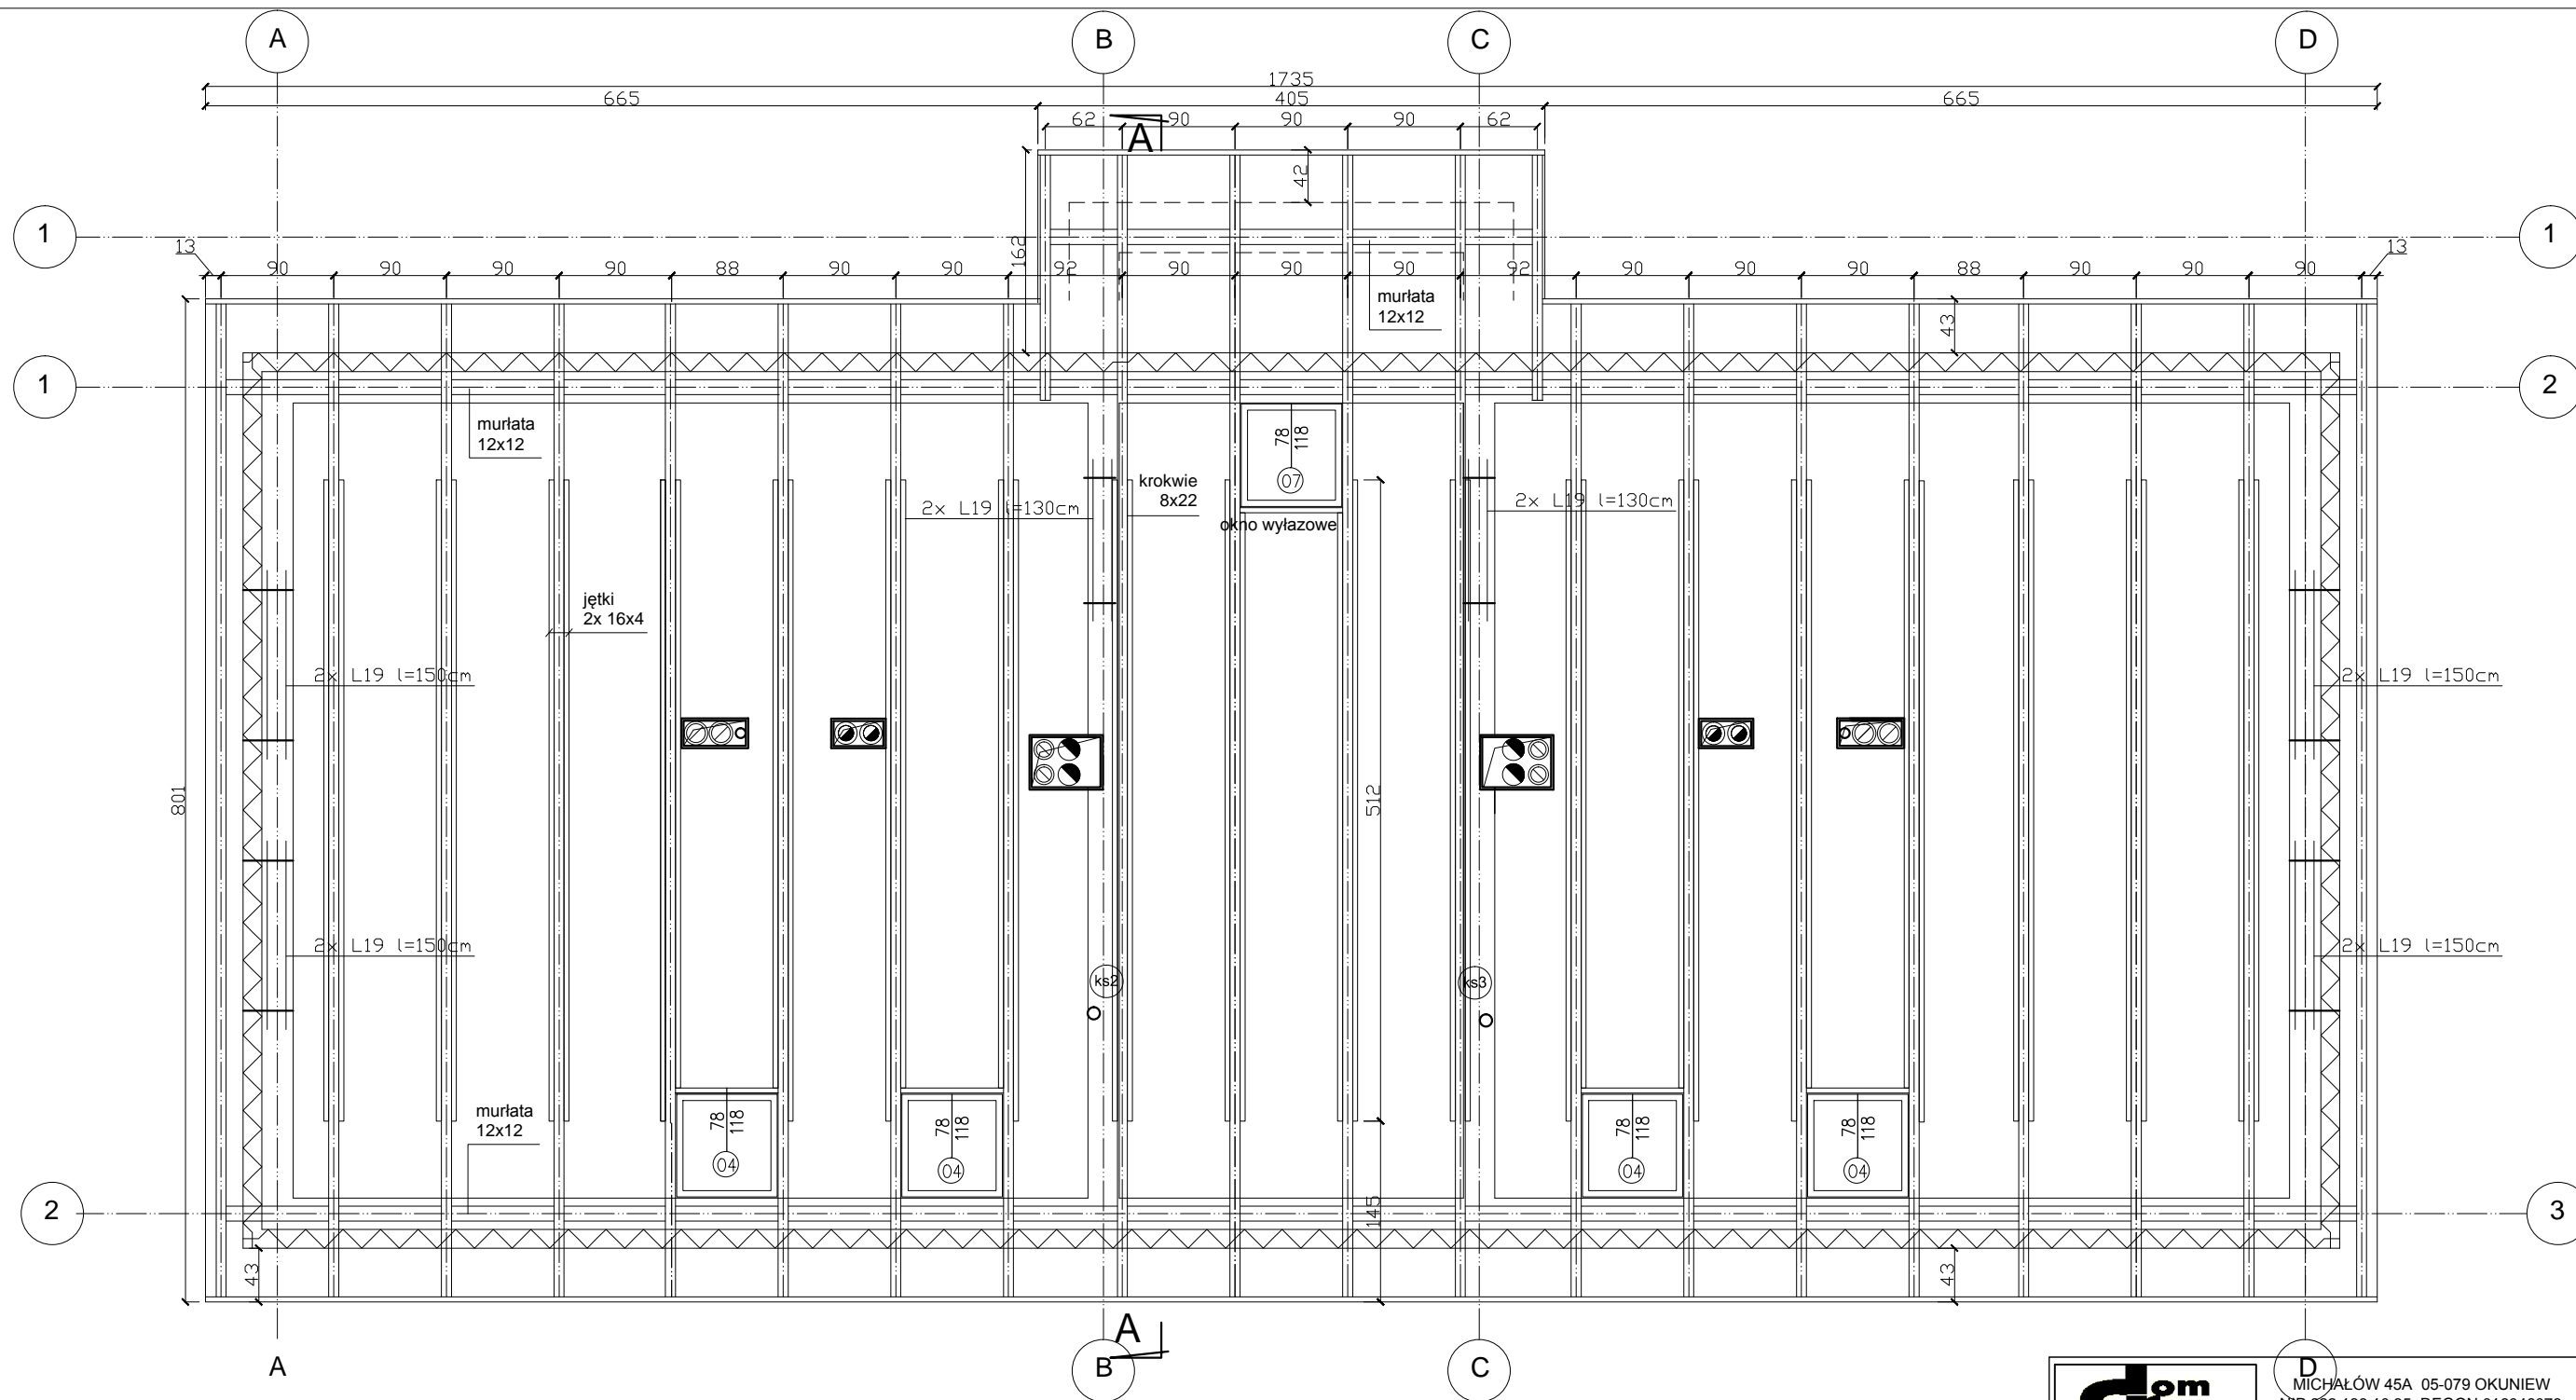 A B C D
1735
665 405 665
62 90 90 90 62
A
42
1 1
162
13 90 90 90 90 88 90 90 92 90 90 90 92 90 90 90 88 90 90 90 13
murłata
12x12
43
1 2
murłata
12x12
78
118
07
okno wyłazowe
krokwie
8x22
2x L19 l=130cm
2x L19 l=130cm
jętki
2x 16x4
2x L19 l=150cm
2x L19 l=150cm
801
512
2x L19 l=150cm
2x L19 l=150cm
ks2
ks3
murłata
12x12
78
118
04
78
118
04
78
118
04
78
118
04
145
2 3
43
43
A
A B C D
dom
MICHAŁÓW 45A 05-079 OKUNIEW